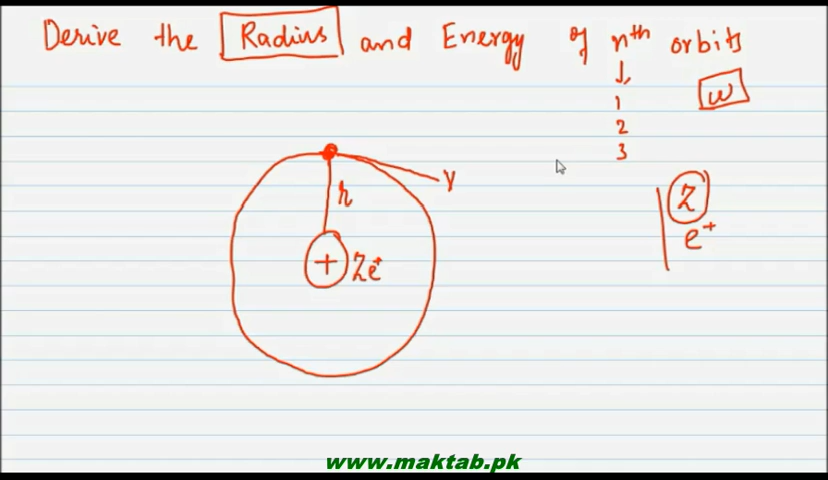 Derive the Radius and Energy of nth orbits
↓
1
2
3
ω
r
v
+ Ze+
Z
e+
www.maktab.pk